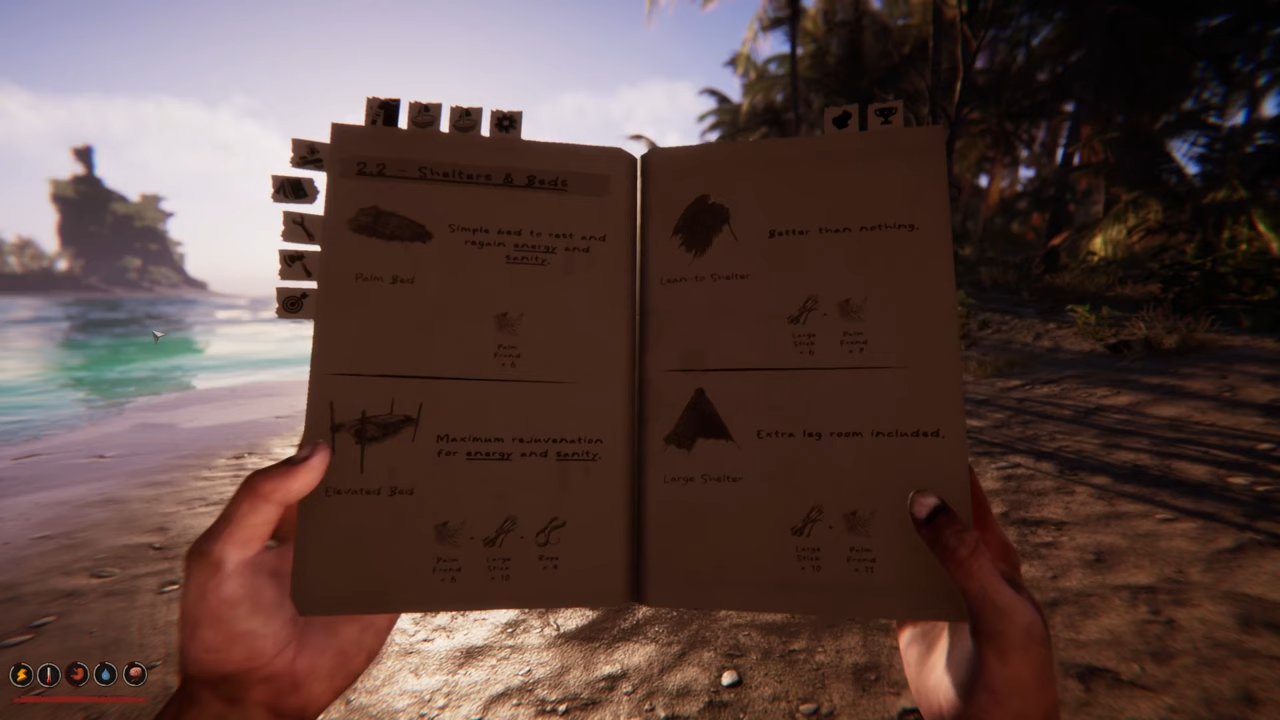 2.2 - Shelters & Beds
Simple bed to rest and
regain energy and
sanity.
Palm Bed
Palm
Frond
x 6
Maximum rejuvenation
for energy and sanity.
Elevated Bed
Palm
Frond
x 6
Large
Stick
x 10
Rope
x 4
Better than nothing.
Lean-to Shelter
Large
Stick
x 6
Palm
Frond
Extra leg room included.
Large Shelter
Large
Stick
x 10
Palm
Frond
x 11